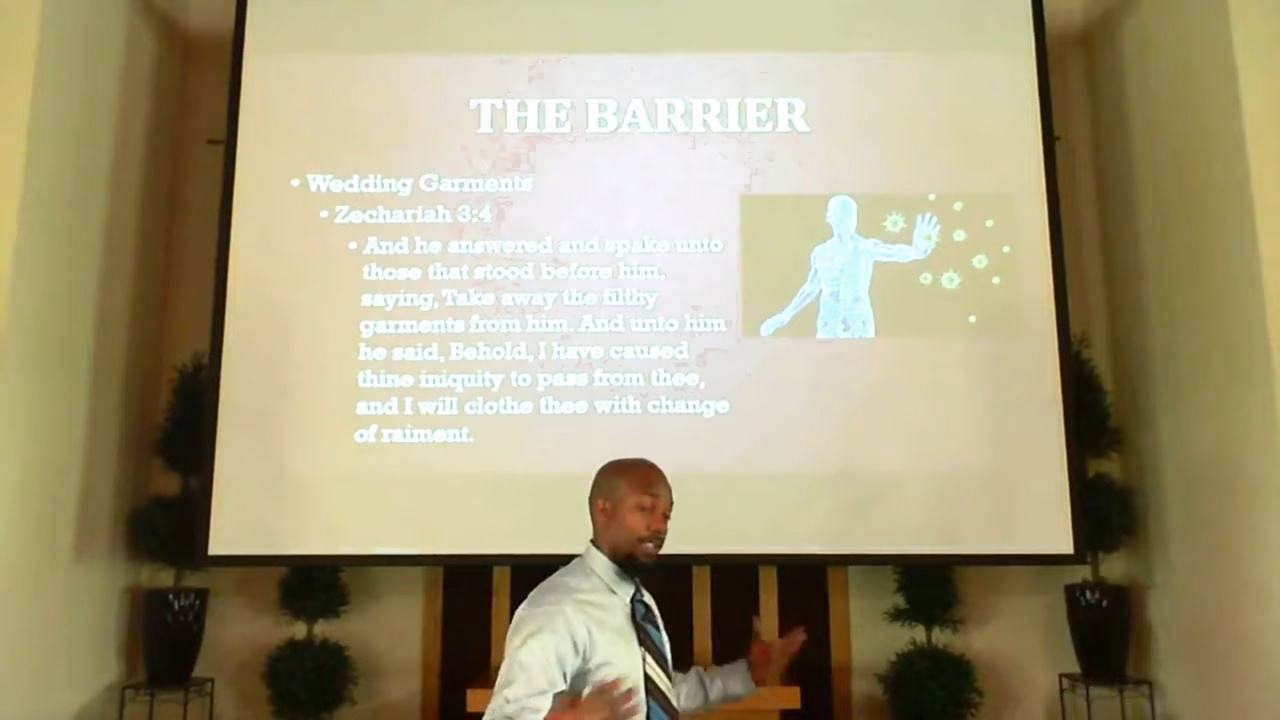 THE BARRIER
• Wedding Garments
• Zechariah 3:4
• And he answered and spake unto
those that stood before him,
saying, Take away the filthy
garments from him. And unto him
he said, Behold, I have caused
thine iniquity to pass from thee,
and I will clothe thee with change
of raiment.